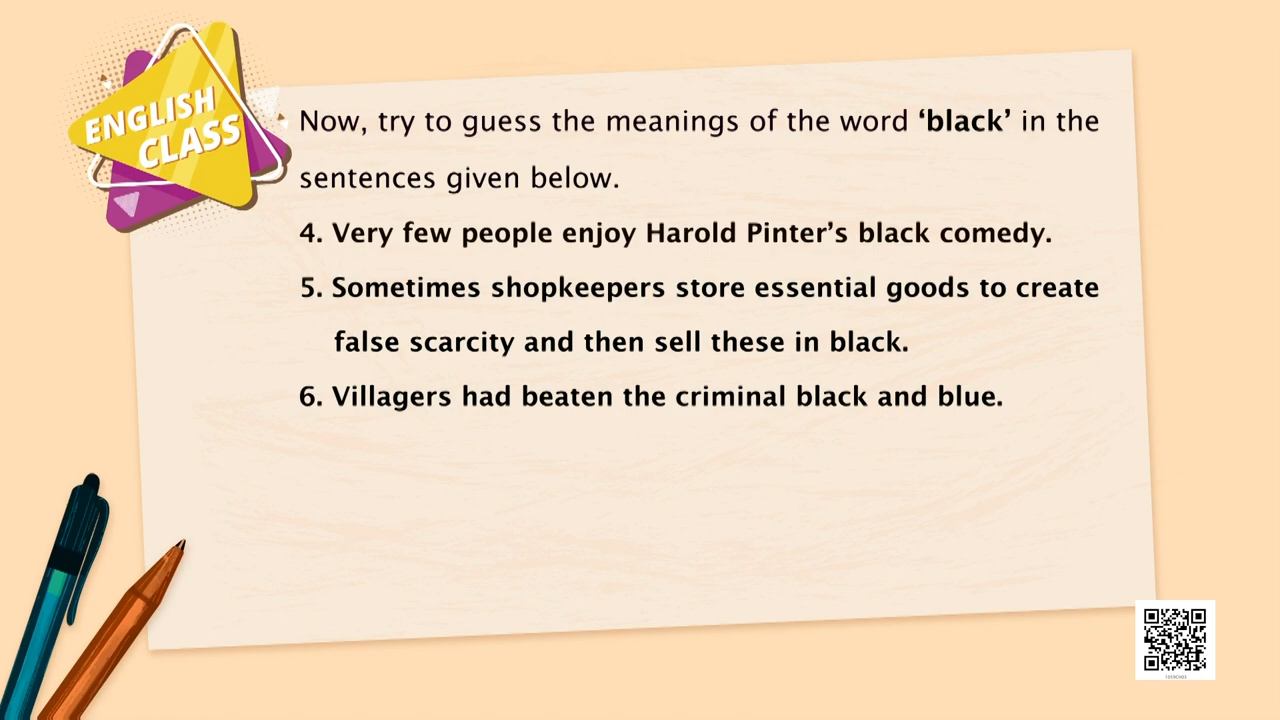 ENGLISH
CLASS
Now, try to guess the meanings of the word ‘black’ in the
sentences given below.
4. Very few people enjoy Harold Pinter’s black comedy.
5. Sometimes shopkeepers store essential goods to create
false scarcity and then sell these in black.
6. Villagers had beaten the criminal black and blue.